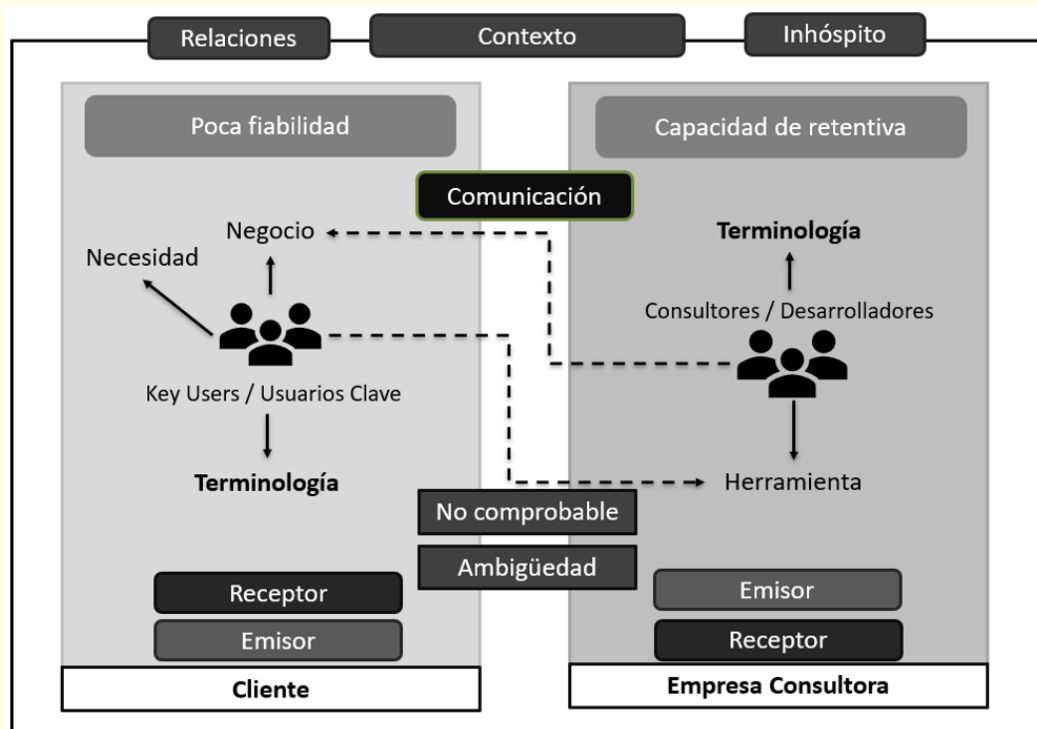 Relaciones
Contexto
Inhóspito
Poca fiabilidad
Capacidad de retentiva
Comunicación
Negocio
Necesidad
Terminología
Consultores / Desarrolladores
Key Users / Usuarios Clave
Terminología
Herramienta
No comprobable
Ambigüedad
Receptor
Emisor
Emisor
Receptor
Cliente
Empresa Consultora